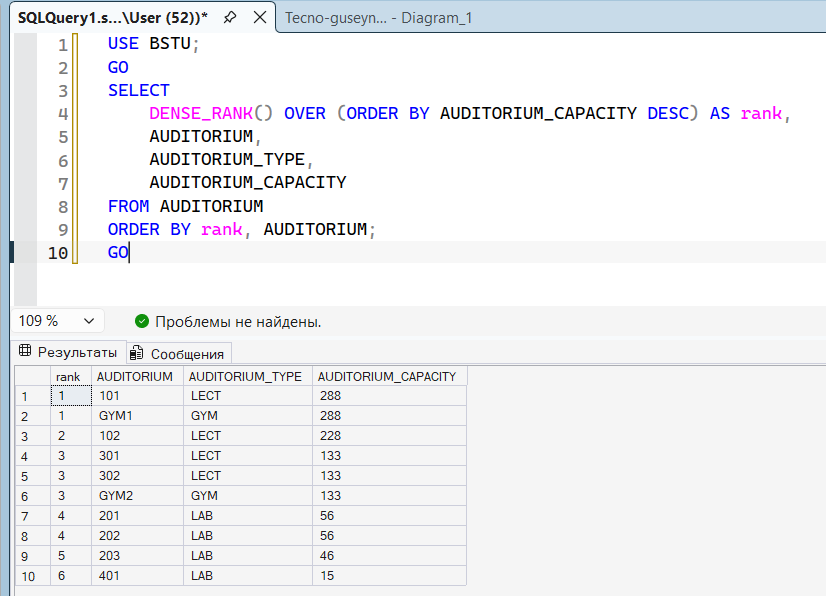 SQLQuery1.s...\User (52))* Tecno-guseyn... - Diagram_1
1 USE BSTU;
2 GO
3 SELECT
4 DENSE_RANK() OVER (ORDER BY AUDITORIUM_CAPACITY DESC) AS rank,
5 AUDITORIUM,
6 AUDITORIUM_TYPE,
7 AUDITORIUM_CAPACITY
8 FROM AUDITORIUM
9 ORDER BY rank, AUDITORIUM;
10 GO
109 % Проблемы не найдены.
Результаты Сообщения
rank AUDITORIUM AUDITORIUM_TYPE AUDITORIUM_CAPACITY
1 1 101 LECT 288
2 1 GYM1 GYM 288
3 2 102 LECT 228
4 3 301 LECT 133
5 3 302 LECT 133
6 3 GYM2 GYM 133
7 4 201 LAB 56
8 4 202 LAB 56
9 5 203 LAB 46
10 6 401 LAB 15